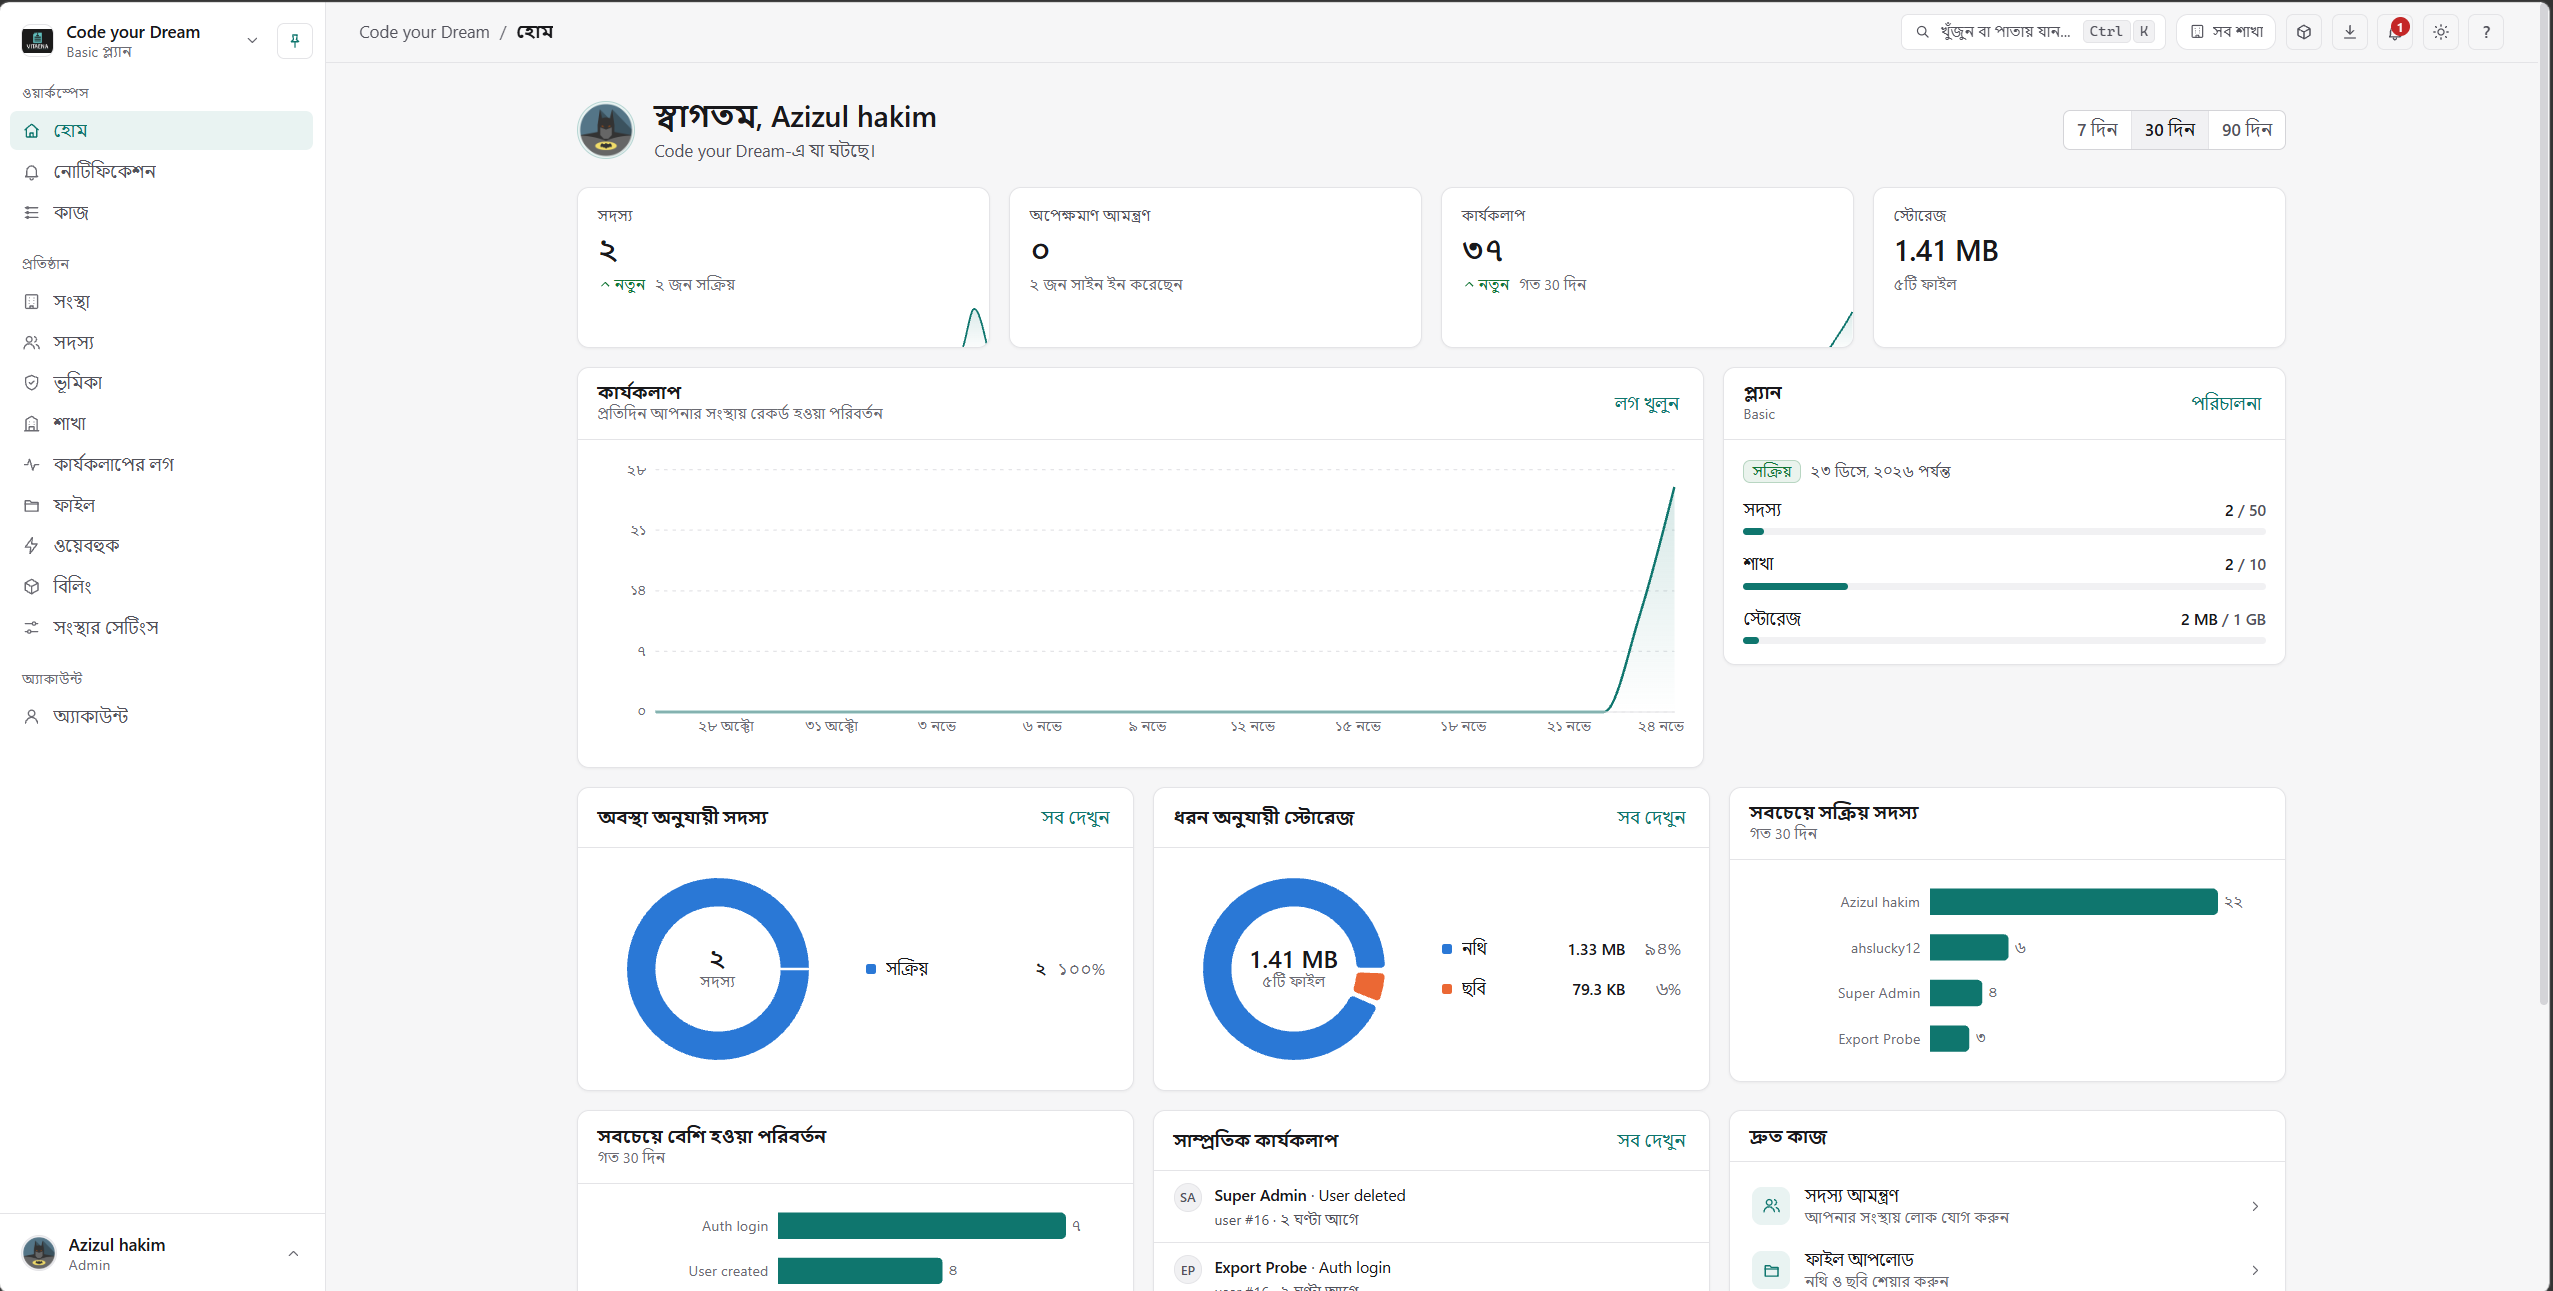 Code your Dream
Basic প্ল্যান
ওয়ার্কস্পেস
হোম
নোটিফিকেশন
কাজ
প্রতিষ্ঠান
সংস্থা
সদস্য
ভূমিকা
শাখা
কার্যকলাপের লগ
ফাইল
ওয়েবহুক
বিলিং
সংস্থার সেটিংস
অ্যাকাউন্ট
অ্যাকাউন্ট
Azizul hakim
Admin
Code your Dream / হোম
খুঁজুন বা পাতায় যান... Ctrl K
সব শাখা
1
?
স্বাগতম, Azizul hakim
Code your Dream-এ যা ঘটছে।
7 দিন 30 দিন 90 দিন
সদস্য
২
নতুন ২ জন সক্রিয়
অপেক্ষমাণ আমন্ত্রণ
০
২ জন সাইন ইন করেছেন
কার্যকলাপ
৩৭
নতুন গত 30 দিন
স্টোরেজ
1.41 MB
৫টি ফাইল
কার্যকলাপ
প্রতিদিন আপনার সংস্থায় রেকর্ড হওয়া পরিবর্তন
লগ খুলুন
২৮
২১
১৪
৭
০
২৮ অক্টো ৩১ অক্টো ৩ নভে ৬ নভে ৯ নভে ১২ নভে ১৫ নভে ১৮ নভে ২১ নভে ২৪ নভে
প্ল্যান
Basic
পরিচালনা
সক্রিয় ২৩ ডিসে, ২০২৬ পর্যন্ত
সদস্য 2 / 50
শাখা 2 / 10
স্টোরেজ 2 MB / 1 GB
অবস্থা অনুযায়ী সদস্য
সব দেখুন
২
সদস্য
সক্রিয় ২ ১০০%
ধরন অনুযায়ী স্টোরেজ
সব দেখুন
1.41 MB
৫টি ফাইল
নথি 1.33 MB ৯৪%
ছবি 79.3 KB ৬%
সবচেয়ে সক্রিয় সদস্য
গত 30 দিন
Azizul hakim ২২
ahslucky12 ৬
Super Admin ৪
Export Probe ৩
সবচেয়ে বেশি হওয়া পরিবর্তন
গত 30 দিন
Auth login ৭
User created ৪
সাম্প্রতিক কার্যকলাপ
সব দেখুন
SA Super Admin · User deleted
user #16 · ২ ঘণ্টা আগে
EP Export Probe · Auth login
user #16 · ২ ঘণ্টা আগে
দ্রুত কাজ
সদস্য আমন্ত্রণ
আপনার সংস্থায় লোক যোগ করুন
ফাইল আপলোড
নথি ও ছবি শেয়ার করুন